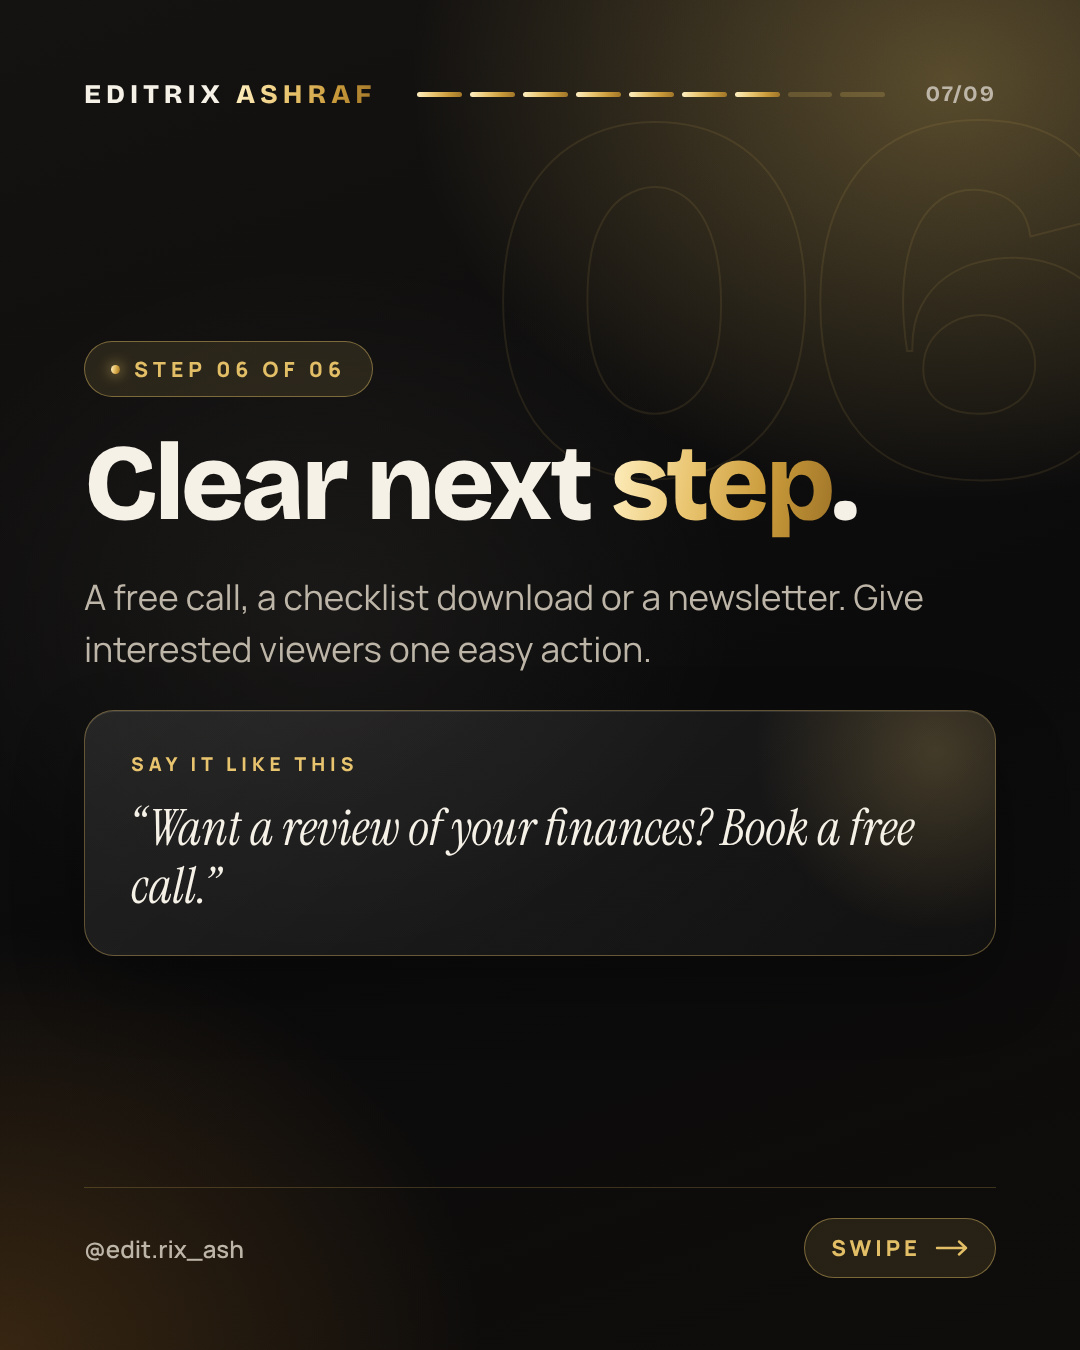 EDITRIX ASHRAF
07/09
06
STEP 06 OF 06
Clear next step.
A free call, a checklist download or a newsletter. Give
interested viewers one easy action.
SAY IT LIKE THIS
“Want a review of your finances? Book a free
call.”
@edit.rix_ash
SWIPE →